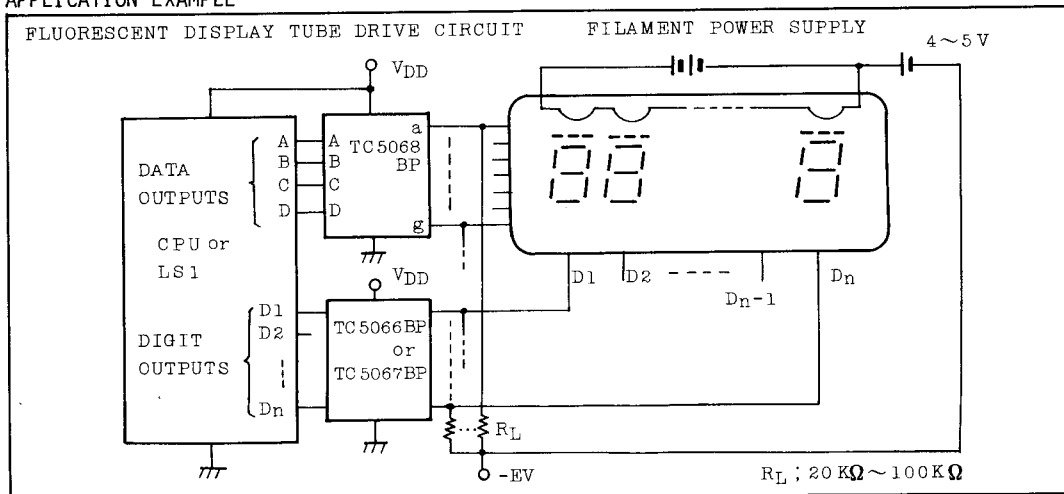 APPLICATION EXAMPLE
FLUORESCENT DISPLAY TUBE DRIVE CIRCUIT
FILAMENT POWER SUPPLY
4~5V
VDD
DATA
OUTPUTS
CPU or
LS1
A
B
C
D
A
B
C
D
TC5068
BP
a
g
VDD
DIGIT
OUTPUTS
D1
D2
Dn
TC5066BP
or
TC5067BP
D1
D2
Dn-1
Dn
RL
-EV
RL ; 20KΩ~100KΩ